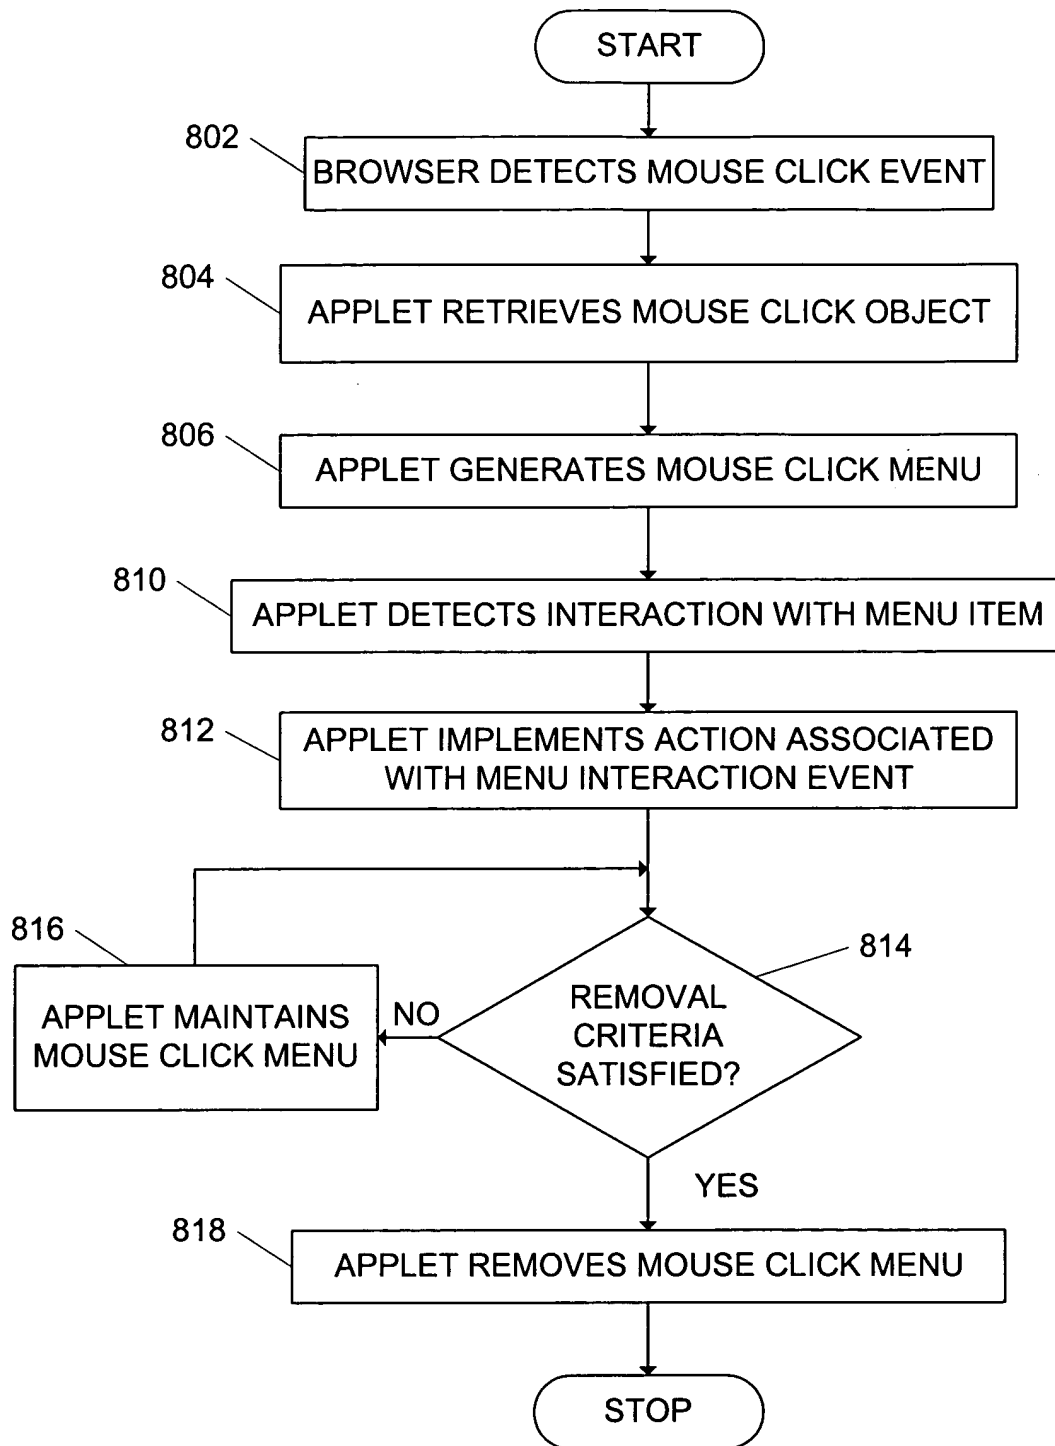 START
802
BROWSER DETECTS MOUSE CLICK EVENT
804
APPLET RETRIEVES MOUSE CLICK OBJECT
806
APPLET GENERATES MOUSE CLICK MENU
810
APPLET DETECTS INTERACTION WITH MENU ITEM
812
APPLET IMPLEMENTS ACTION ASSOCIATED
WITH MENU INTERACTION EVENT
816
814
APPLET MAINTAINS
MOUSE CLICK MENU
NO
REMOVAL
CRITERIA
SATISFIED?
YES
818
APPLET REMOVES MOUSE CLICK MENU
STOP